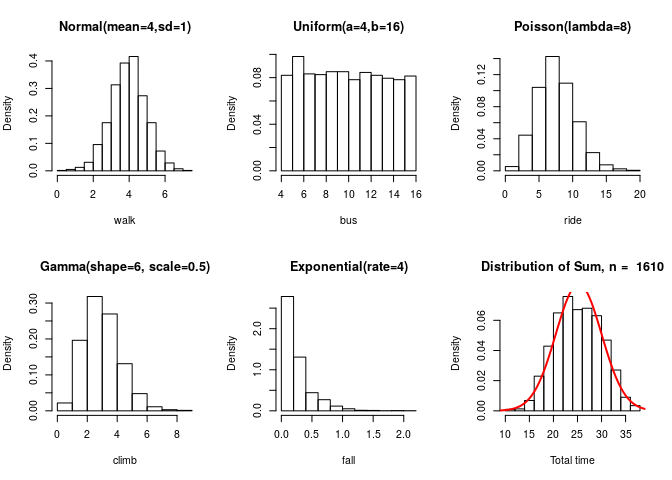 Normal(mean=4,sd=1)
Density
0.0 0.1 0.2 0.3 0.4
0 2 4 6
walk
Uniform(a=4,b=16)
Density
0.00 0.04 0.08
4 6 8 10 12 14 16
bus
Poisson(lambda=8)
Density
0.00 0.04 0.08 0.12
0 5 10 15 20
ride
Gamma(shape=6, scale=0.5)
Density
0.00 0.10 0.20 0.30
0 2 4 6 8
climb
Exponential(rate=4)
Density
0.0 1.0 2.0
0.0 0.5 1.0 1.5 2.0
fall
Distribution of Sum, n = 1610
Density
0.00 0.02 0.04 0.06
10 15 20 25 30 35
Total time